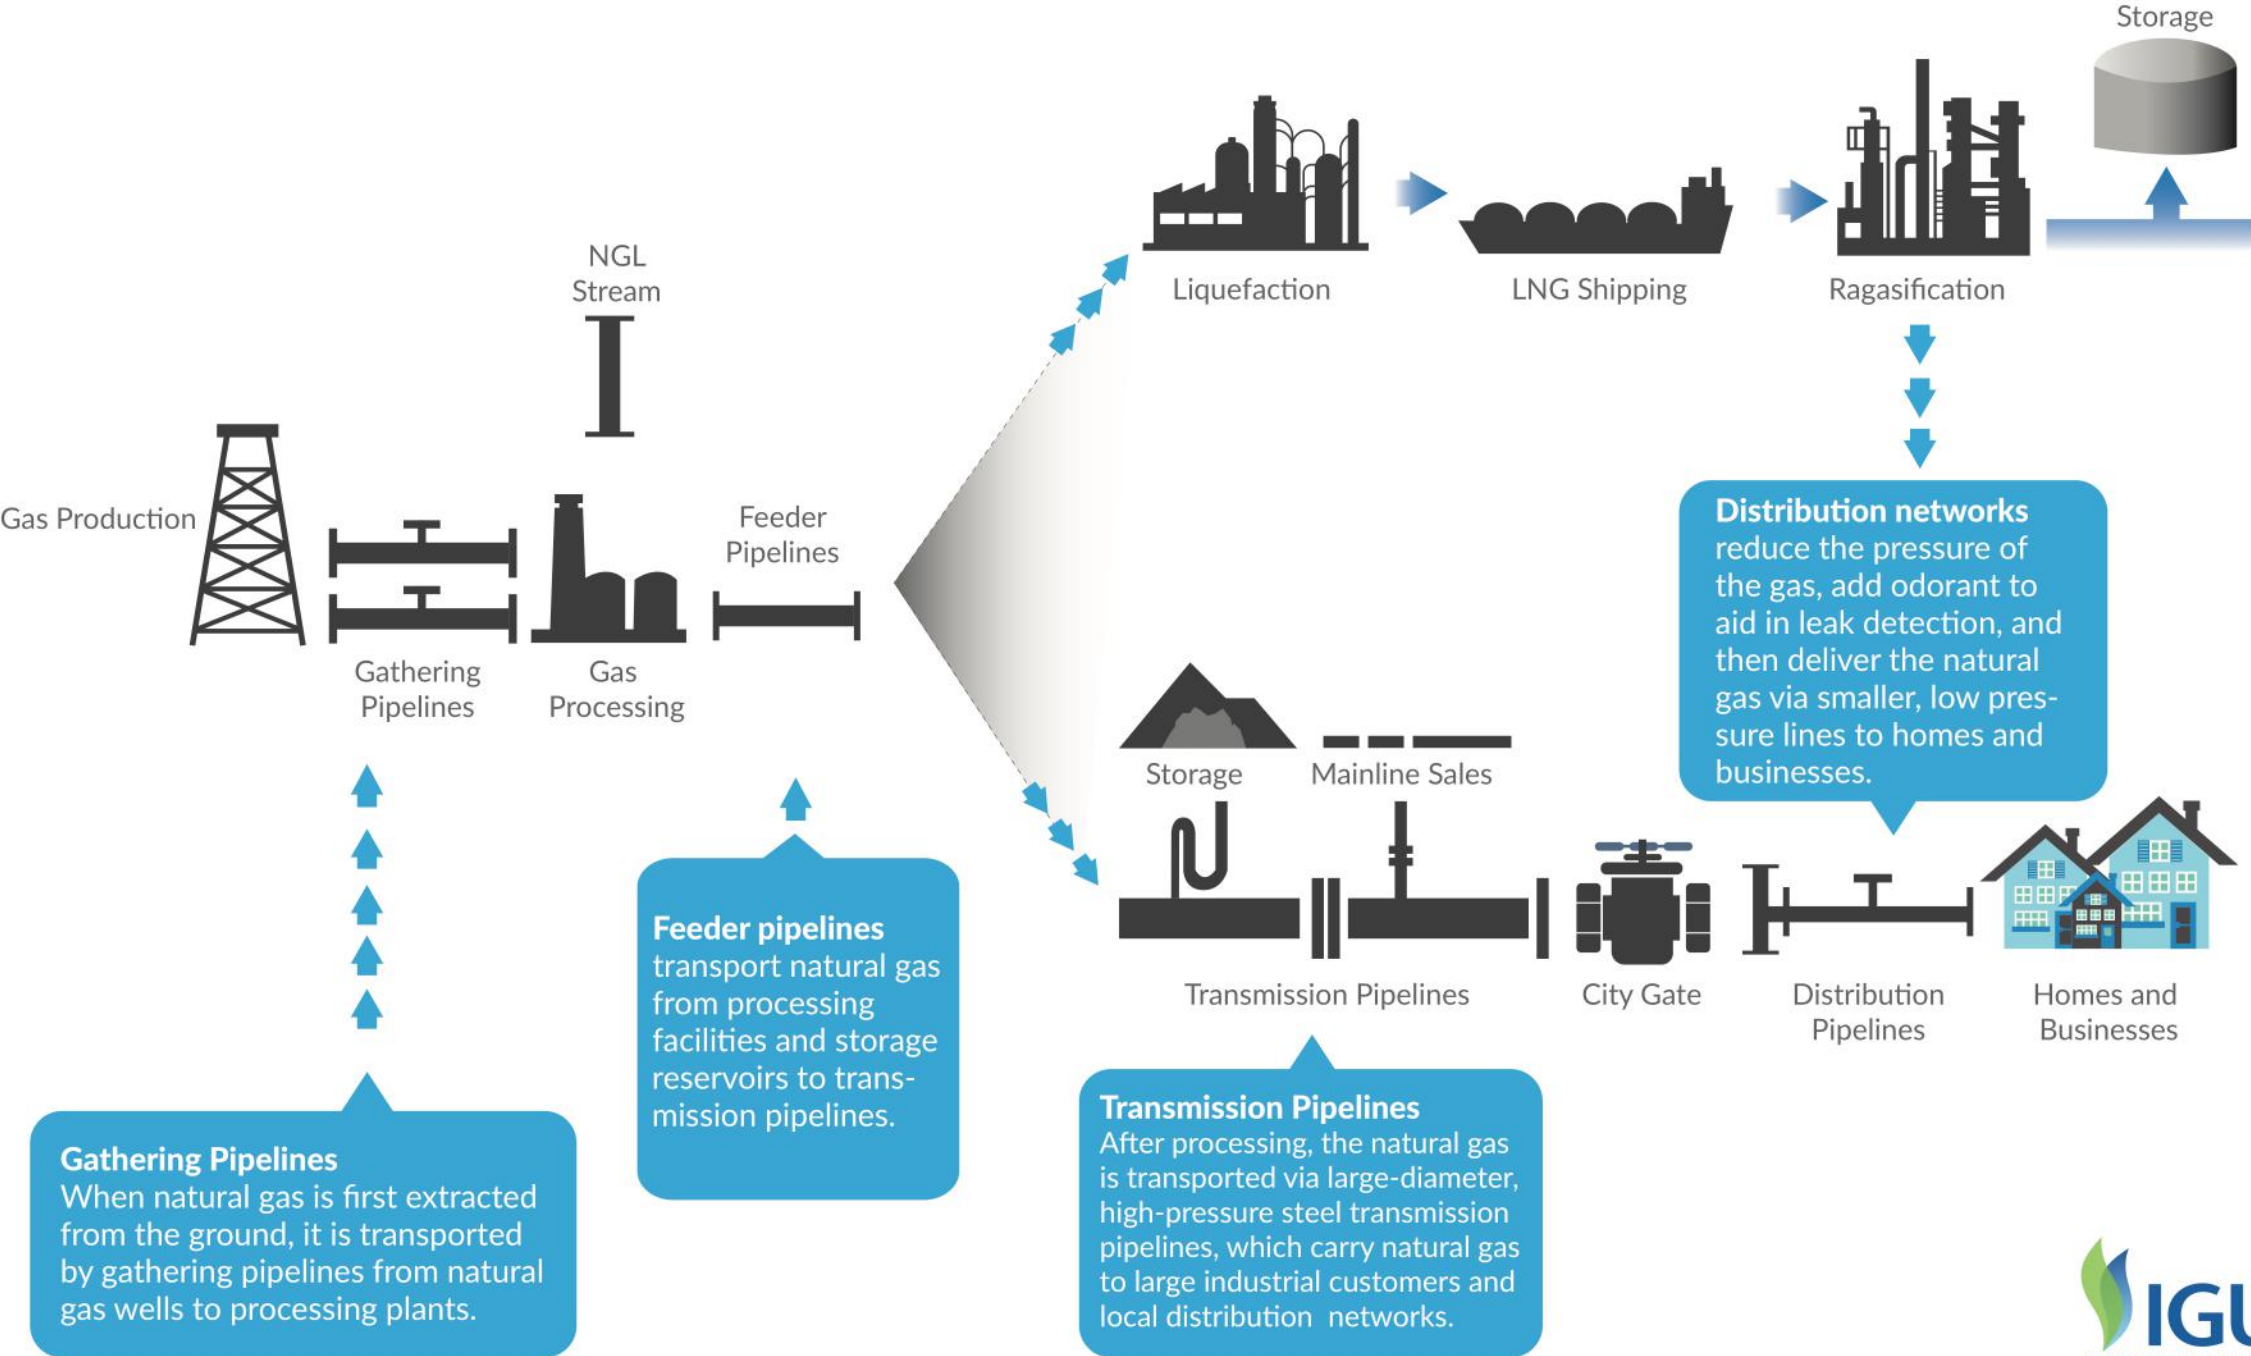 Storage
NGL
Stream
Liquefaction
LNG Shipping
Ragasification
Gas Production
Feeder
Pipelines
Gathering
Pipelines
Gas
Processing
Distribution networks
reduce the pressure of
the gas, add odorant to
aid in leak detection, and
then deliver the natural
gas via smaller, low pres-
sure lines to homes and
businesses.
Storage
Mainline Sales
Feeder pipelines
transport natural gas
from processing
facilities and storage
reservoirs to trans-
mission pipelines.
Transmission Pipelines
City Gate
Distribution
Pipelines
Homes and
Businesses
Gathering Pipelines
When natural gas is first extracted
from the ground, it is transported
by gathering pipelines from natural
gas wells to processing plants.
Transmission Pipelines
After processing, the natural gas
is transported via large-diameter,
high-pressure steel transmission
pipelines, which carry natural gas
to large industrial customers and
local distribution networks.